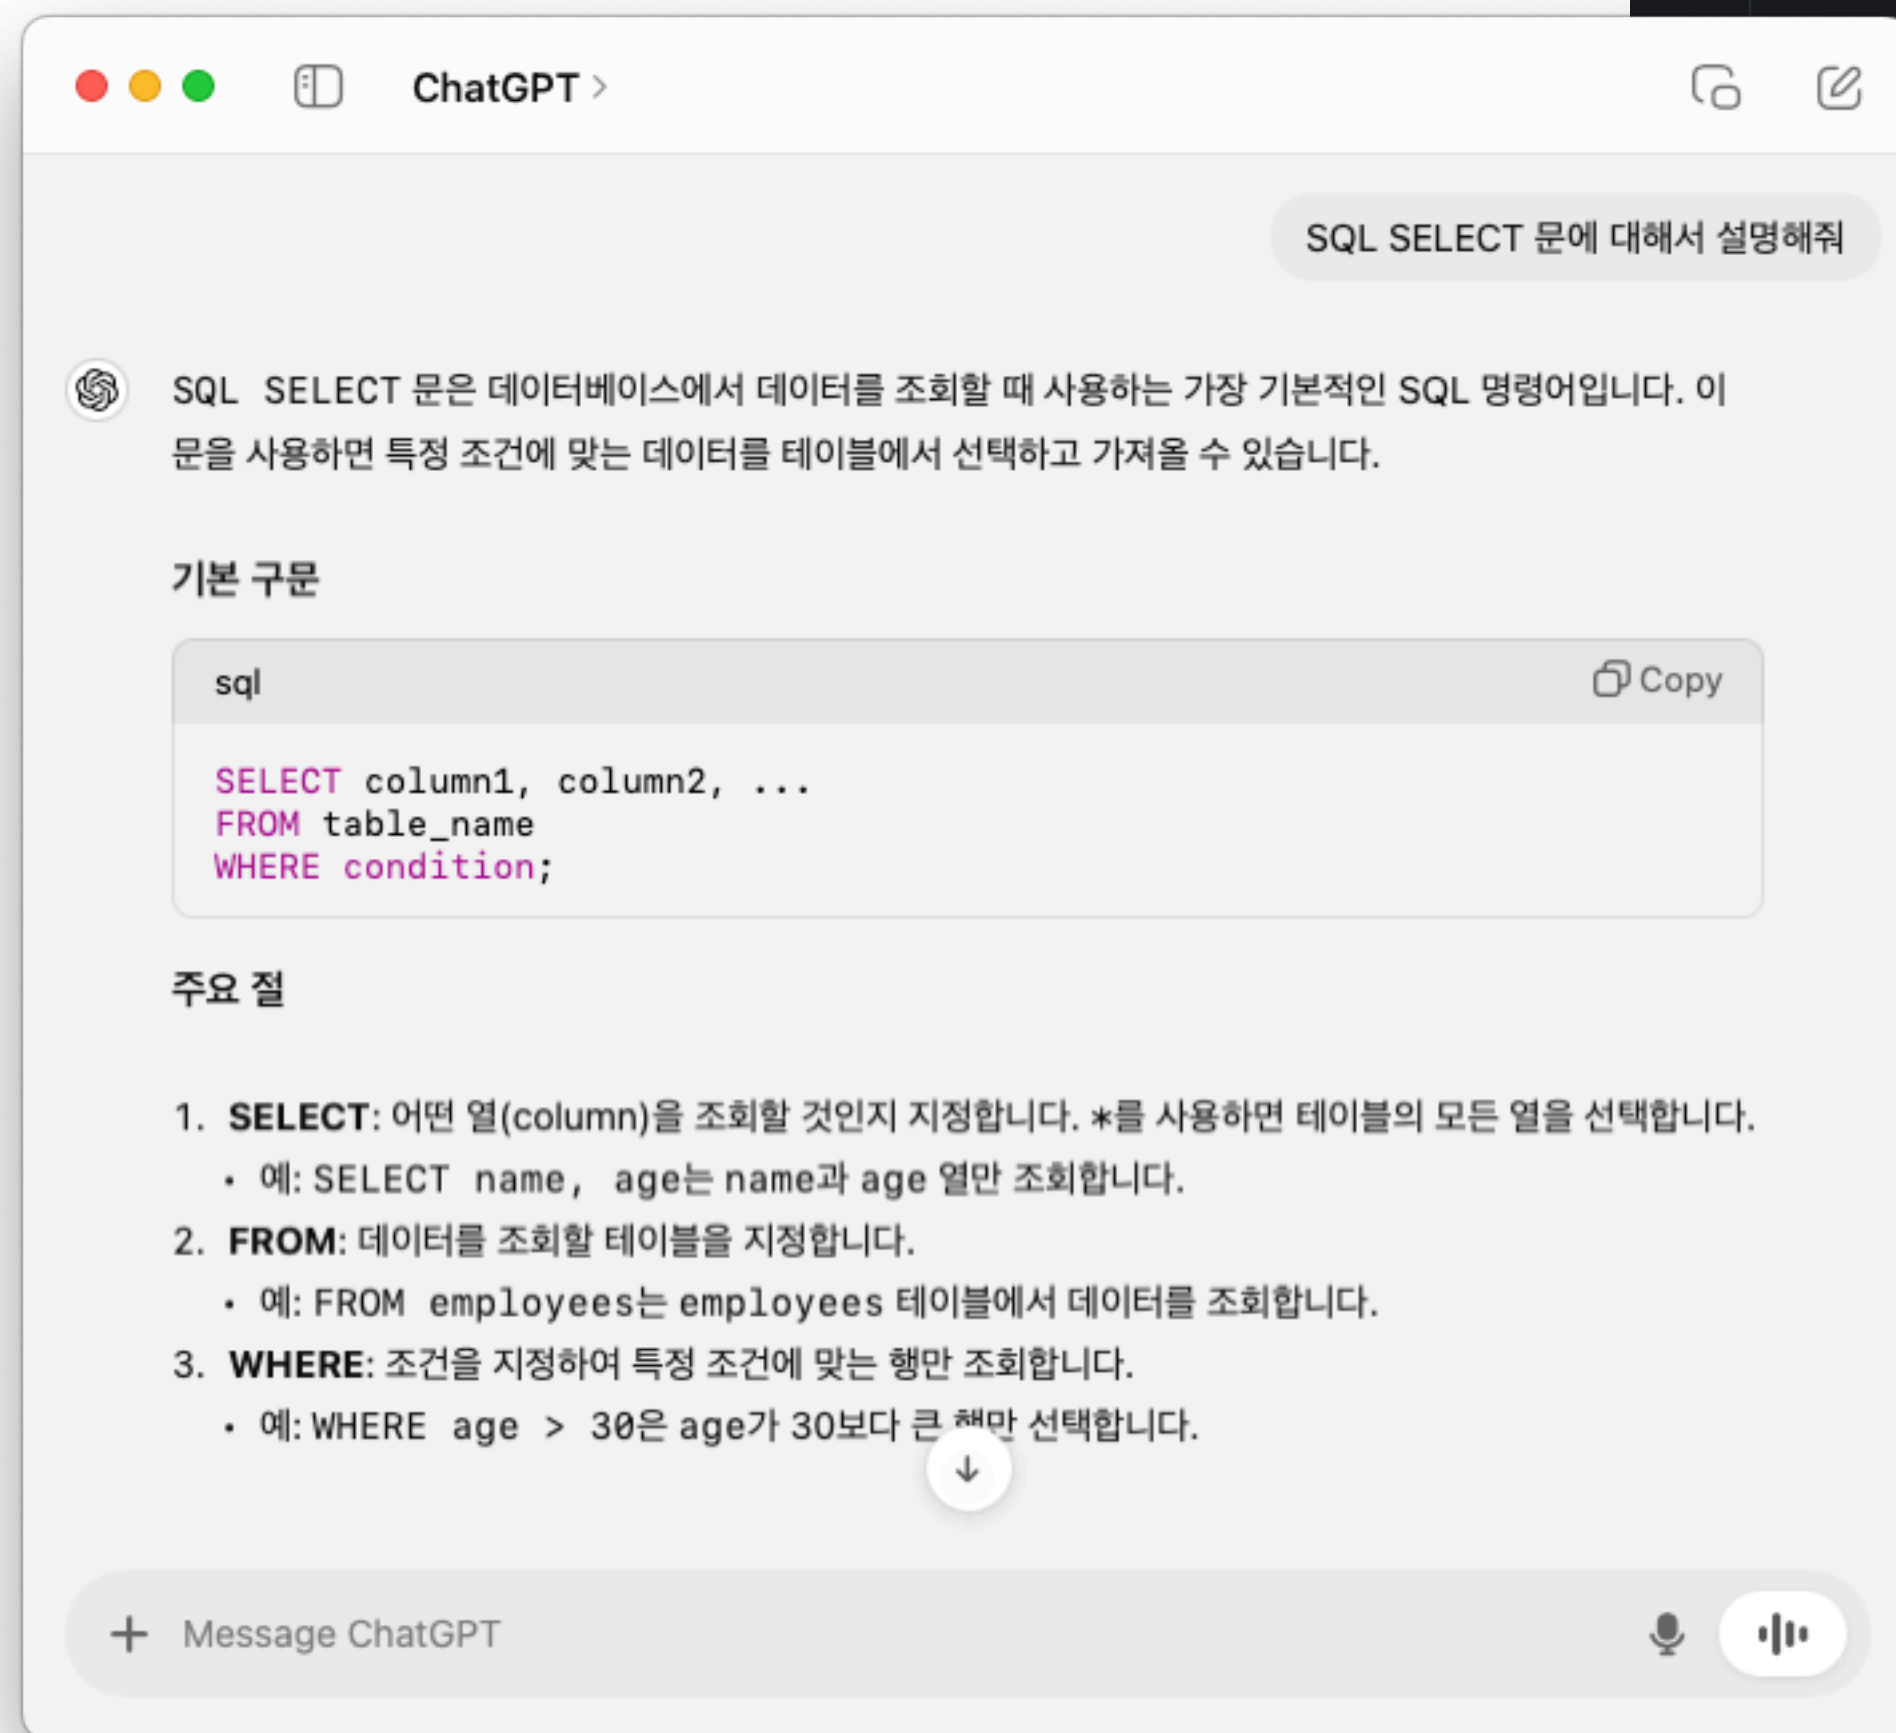 ChatGPT >
SQL SELECT 문에 대해서 설명해줘
SQL SELECT 문은 데이터베이스에서 데이터를 조회할 때 사용하는 가장 기본적인 SQL 명령어입니다. 이
문을 사용하면 특정 조건에 맞는 데이터를 테이블에서 선택하고 가져올 수 있습니다.
기본 구문
sql
Copy
SELECT column1, column2, ...
FROM table_name
WHERE condition;
주요 절
1. SELECT: 어떤 열(column)을 조회할 것인지 지정합니다. *를 사용하면 테이블의 모든 열을 선택합니다.
• 예: SELECT name, age는 name과 age 열만 조회합니다.
2. FROM: 데이터를 조회할 테이블을 지정합니다.
• 예: FROM employees는 employees 테이블에서 데이터를 조회합니다.
3. WHERE: 조건을 지정하여 특정 조건에 맞는 행만 조회합니다.
• 예: WHERE age > 30은 age가 30보다 큰 행만 선택합니다.
Message ChatGPT